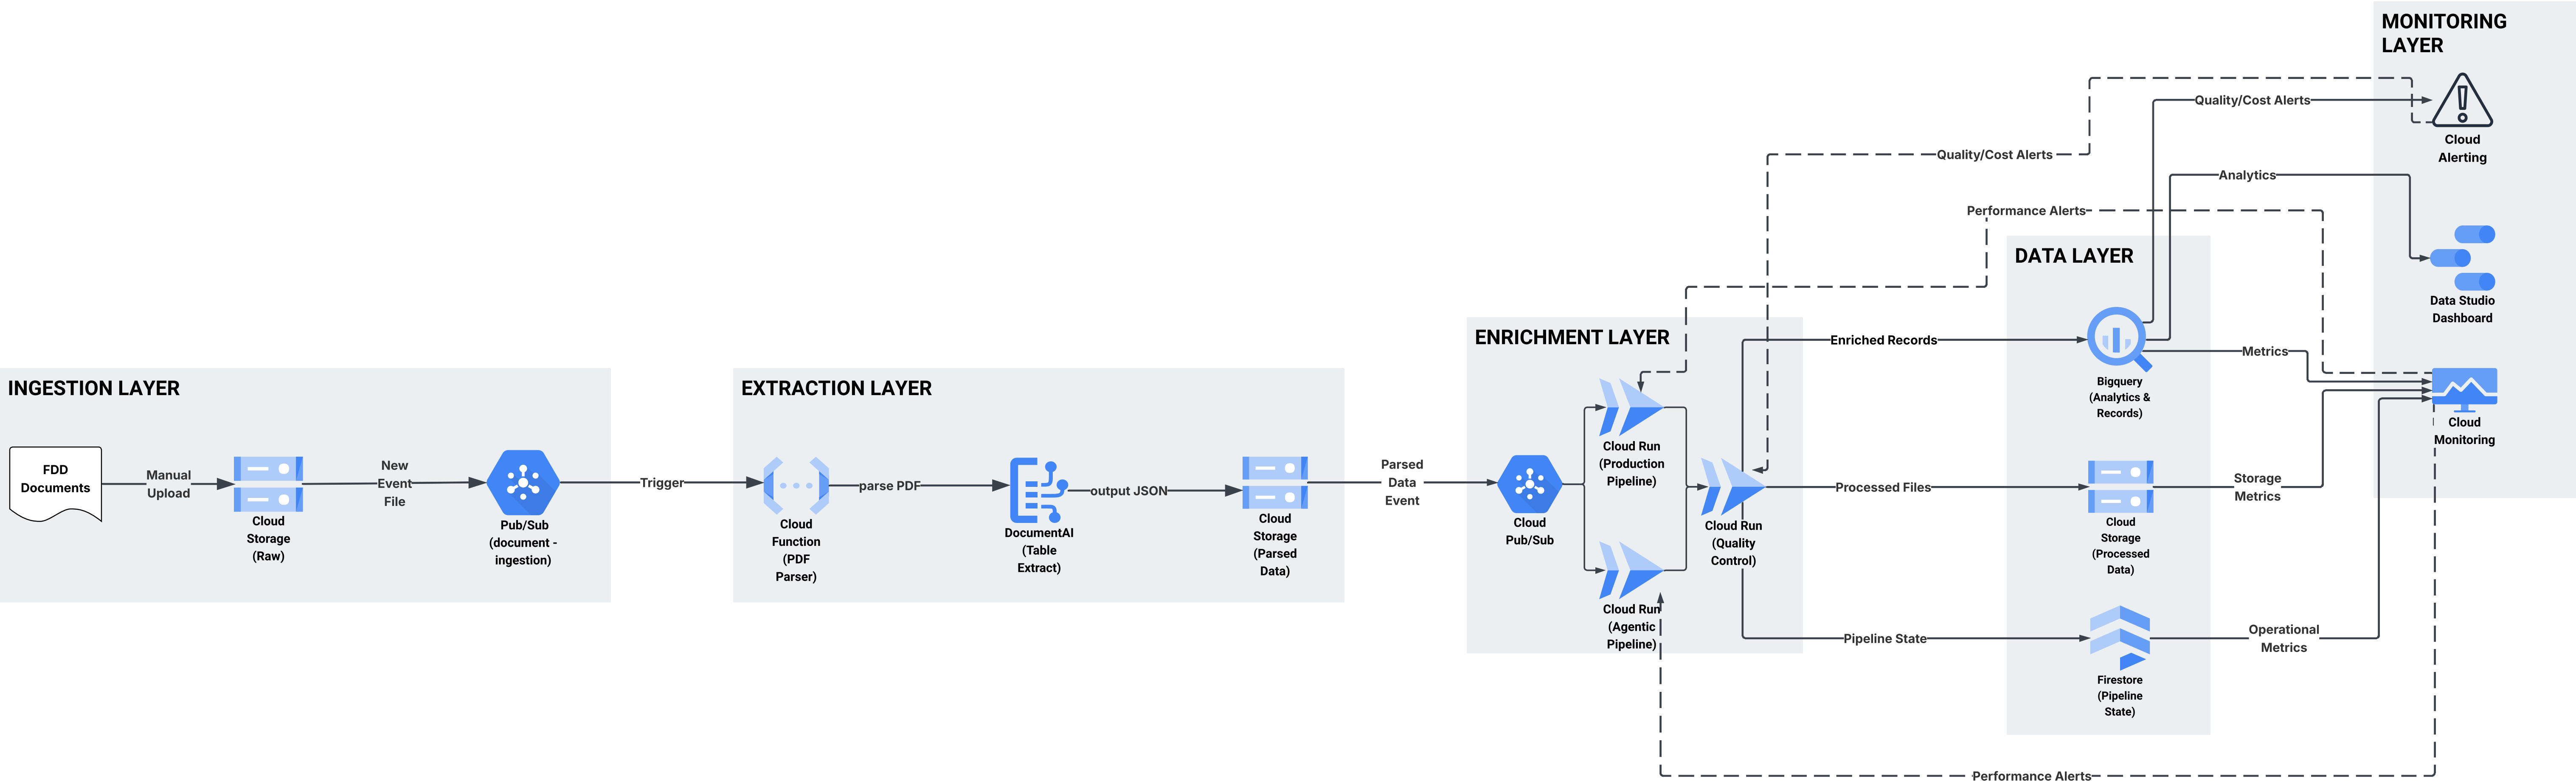 INGESTION LAYER
FDD
Documents
Manual
Upload
Cloud
Storage
(Raw)
New
Event
File
Pub/Sub
(document -
ingestion)
Trigger
EXTRACTION LAYER
Cloud
Function
(PDF
Parser)
parse PDF
Cloud
DocumentAI
(Table
Extract)
output JSON
Cloud
Storage
(Parsed
Data)
Parsed
Data
Event
ENRICHMENT LAYER
Cloud
Pub/Sub
Cloud Run
(Production
Pipeline)
Cloud Run
(Agentic
Pipeline)
Cloud Run
(Quality
Control)
Enriched Records
Processed Files
Pipeline State
Quality/Cost Alerts
Performance Alerts
Performance Alerts
DATA LAYER
Bigquery
(Analytics &
Records)
Cloud
Storage
(Processed
Data)
Firestore
(Pipeline
State)
Quality/Cost Alerts
Analytics
Metrics
Storage
Metrics
Operational
Metrics
MONITORING
LAYER
Cloud
Alerting
Data Studio
Dashboard
Cloud
Monitoring